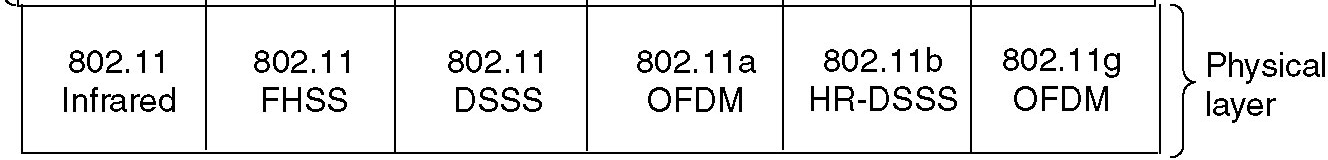 802.11
Infrared
802.11
FHSS
802.11
DSSS
802.11a
OFDM
802.11b
HR-DSSS
802.11g
OFDM
Physical
layer